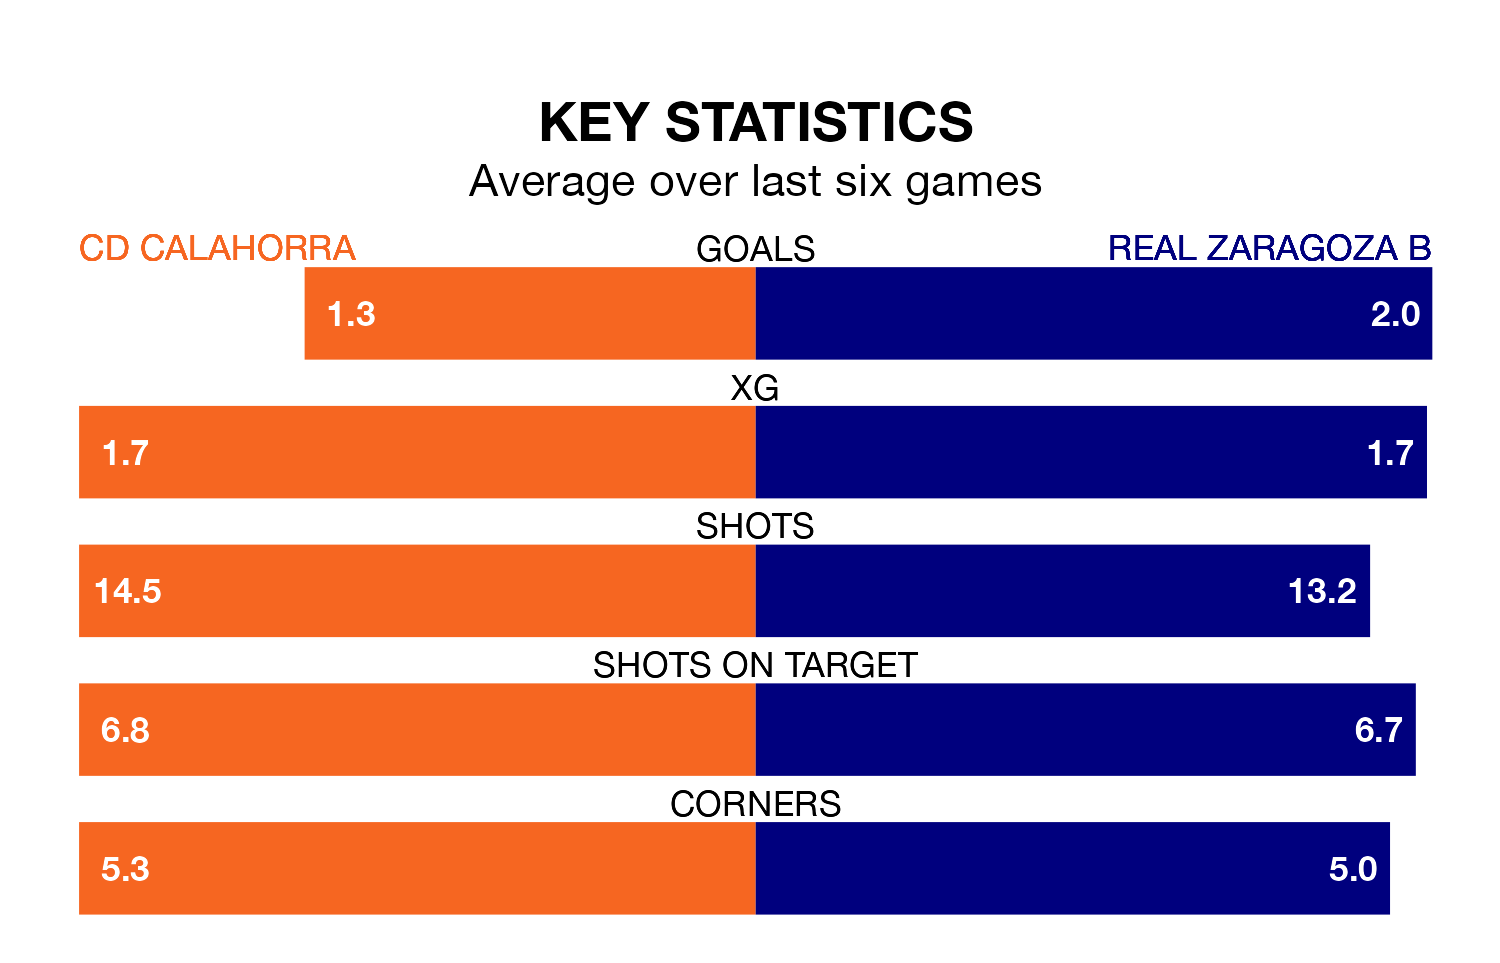 KEY STATISTICS
Average over last six games
CD CALAHORRA GOALS REAL ZARAGOZA B
1.3 2.0
XG
1.7 1.7
SHOTS
14.5 13.2
SHOTS ON TARGET
6.8 6.7
CORNERS
5.3 5.0